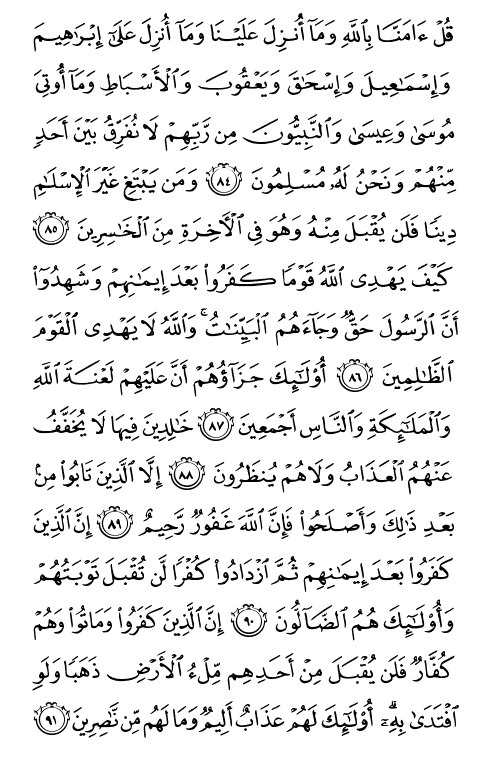 قُلْ ءَامَنَّا بِٱللَّهِ وَمَآ أُنزِلَ عَلَيْنَا وَمَآ أُنزِلَ عَلَىٰٓ إِبْرَٰهِيمَ
وَإِسْمَٰعِيلَ وَإِسْحَٰقَ وَيَعْقُوبَ وَٱلْأَسْبَاطِ وَمَآ أُوتِىَ
مُوسَىٰ وَعِيسَىٰ وَٱلنَّبِيُّونَ مِن رَّبِّهِمْ لَا نُفَرِّقُ بَيْنَ أَحَدٍ
مِّنْهُمْ وَنَحْنُ لَهُۥ مُسْلِمُونَ ٨٤ وَمَن يَبْتَغِ غَيْرَ ٱلْإِسْلَٰمِ
دِينًا فَلَن يُقْبَلَ مِنْهُ وَهُوَ فِى ٱلْأَخِرَةِ مِنَ ٱلْخَٰسِرِينَ ٨٥
كَيْفَ يَهْدِى ٱللَّهُ قَوْمًا كَفَرُوا۟ بَعْدَ إِيمَٰنِهِمْ وَشَهِدُوٓا۟
أَنَّ ٱلرَّسُولَ حَقٌّ وَجَآءَهُمُ ٱلْبَيِّنَٰتُ ۚ وَٱللَّهُ لَا يَهْدِى ٱلْقَوْمَ
ٱلظَّٰلِمِينَ ٨٦ أُو۟لَٰٓئِكَ جَزَآؤُهُمْ أَنَّ عَلَيْهِمْ لَعْنَةَ ٱللَّهِ
وَٱلْمَلَٰٓئِكَةِ وَٱلنَّاسِ أَجْمَعِينَ ٨٧ خَٰلِدِينَ فِيهَا لَا يُخَفَّفُ
عَنْهُمُ ٱلْعَذَابُ وَلَا هُمْ يُنظَرُونَ ٨٨ إِلَّا ٱلَّذِينَ تَابُوا۟ مِنۢ
بَعْدِ ذَٰلِكَ وَأَصْلَحُوا۟ فَإِنَّ ٱللَّهَ غَفُورٌ رَّحِيمٌ ٨٩ إِنَّ ٱلَّذِينَ
كَفَرُوا۟ بَعْدَ إِيمَٰنِهِمْ ثُمَّ ٱزْدَادُوا۟ كُفْرًا لَّن تُقْبَلَ تَوْبَتُهُمْ
وَأُو۟لَٰٓئِكَ هُمُ ٱلضَّآلُّونَ ٩٠ إِنَّ ٱلَّذِينَ كَفَرُوا۟ وَمَاتُوا۟ وَهُمْ
كُفَّارٌ فَلَن يُقْبَلَ مِنْ أَحَدِهِم مِّلْءُ ٱلْأَرْضِ ذَهَبًا وَلَوِ
ٱفْتَدَىٰ بِهِۦٓ ۗ أُو۟لَٰٓئِكَ لَهُمْ عَذَابٌ أَلِيمٌ وَمَا لَهُم مِّن نَّٰصِرِينَ ٩١